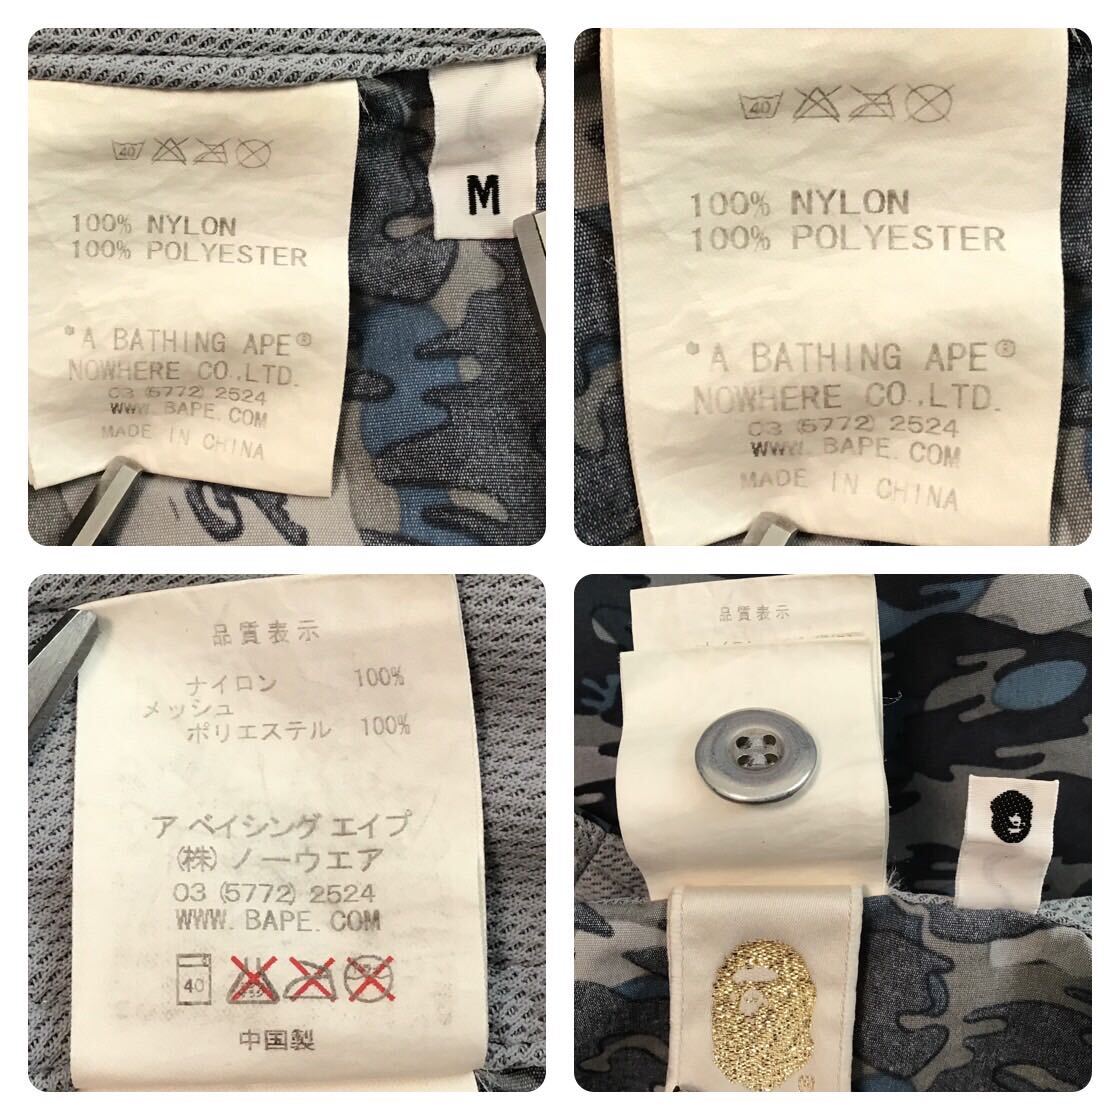 40
100% NYLON
100% POLYESTER
"A BATHING APE®
NOWHERE CO.,LTD.
03 (5772) 2524
WWW. BAPE. COM
MADE IN CHINA
M
40
100% NYLON
100% POLYESTER
"A BATHING APE®
NOWHERE CO.,LTD.
03 (5772) 2524
WWW. BAPE. COM
MADE IN CHINA
品質表示
ナイロン 100%
メッシュ
ポリエステル 100%
ア ベイシング エイプ
(株) ノーウエア
03 (5772) 2524
WWW. BAPE. COM
40
中国製
品質表示